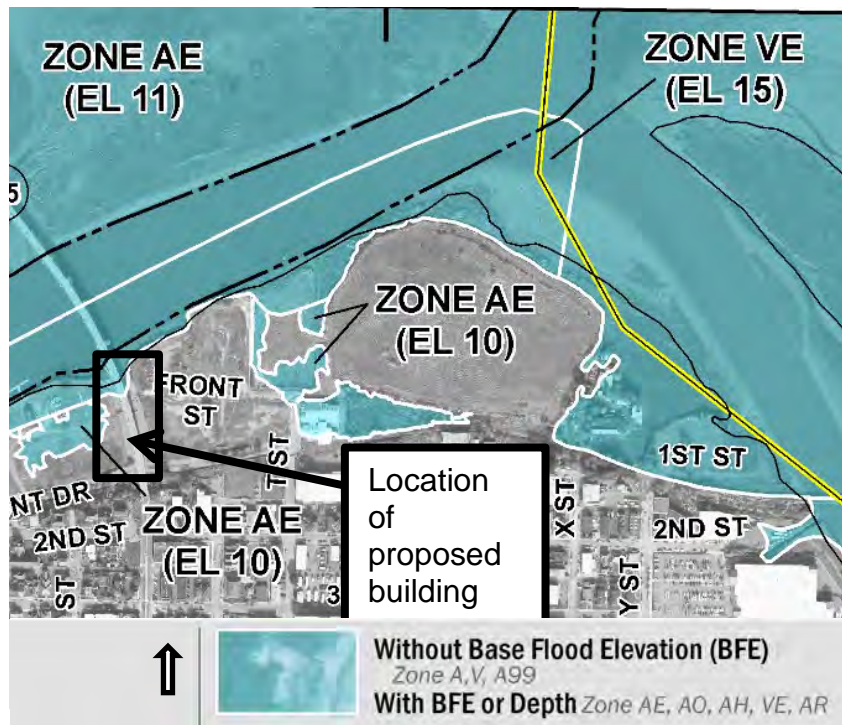 ZONE AE
(EL 11)
ZONE VE
(EL 15)
5
ZONE AE
(EL 10)
FRONT
ST
T ST
1ST ST
NT DR
2ND ST
ST
ZONE AE
(EL 10)
3
Location
of
proposed
building
X ST
2ND ST
Y ST
Without Base Flood Elevation (BFE)
Zone A,V, A99
With BFE or Depth Zone AE, AO, AH, VE, AR